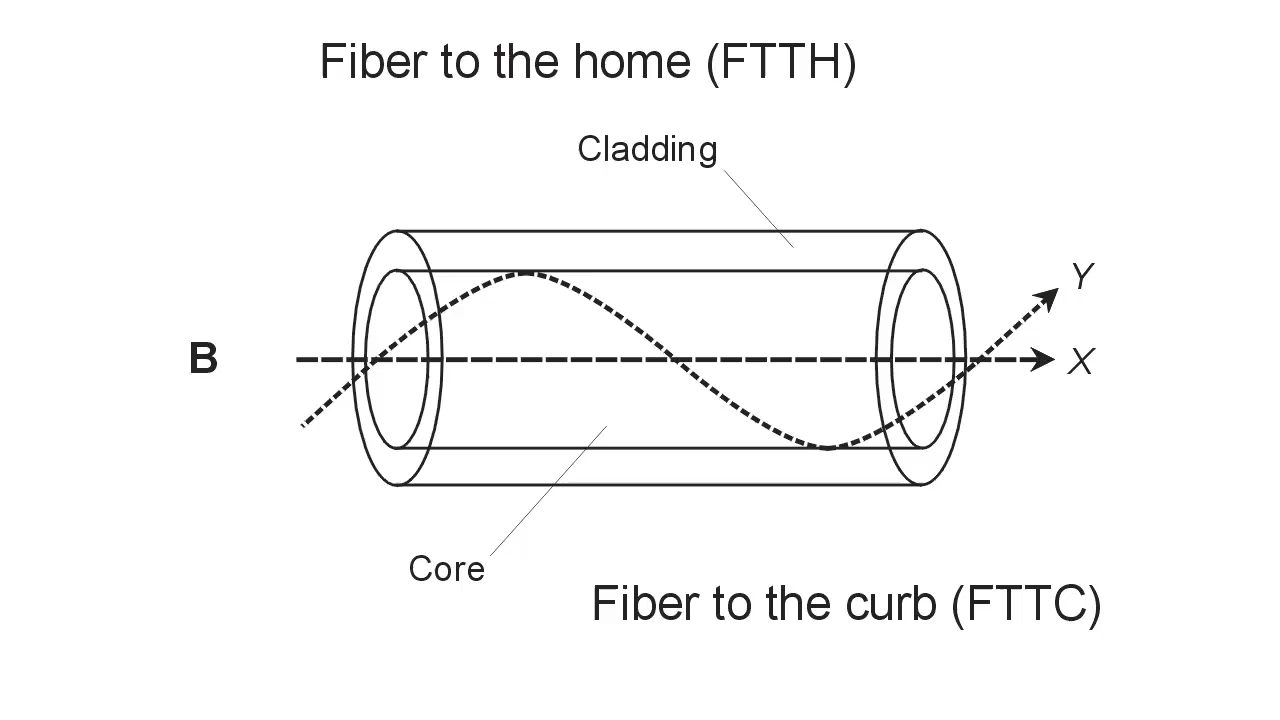 Fiber to the home (FTTH)
Cladding
Y
B
X
Core
Fiber to the curb (FTTC)